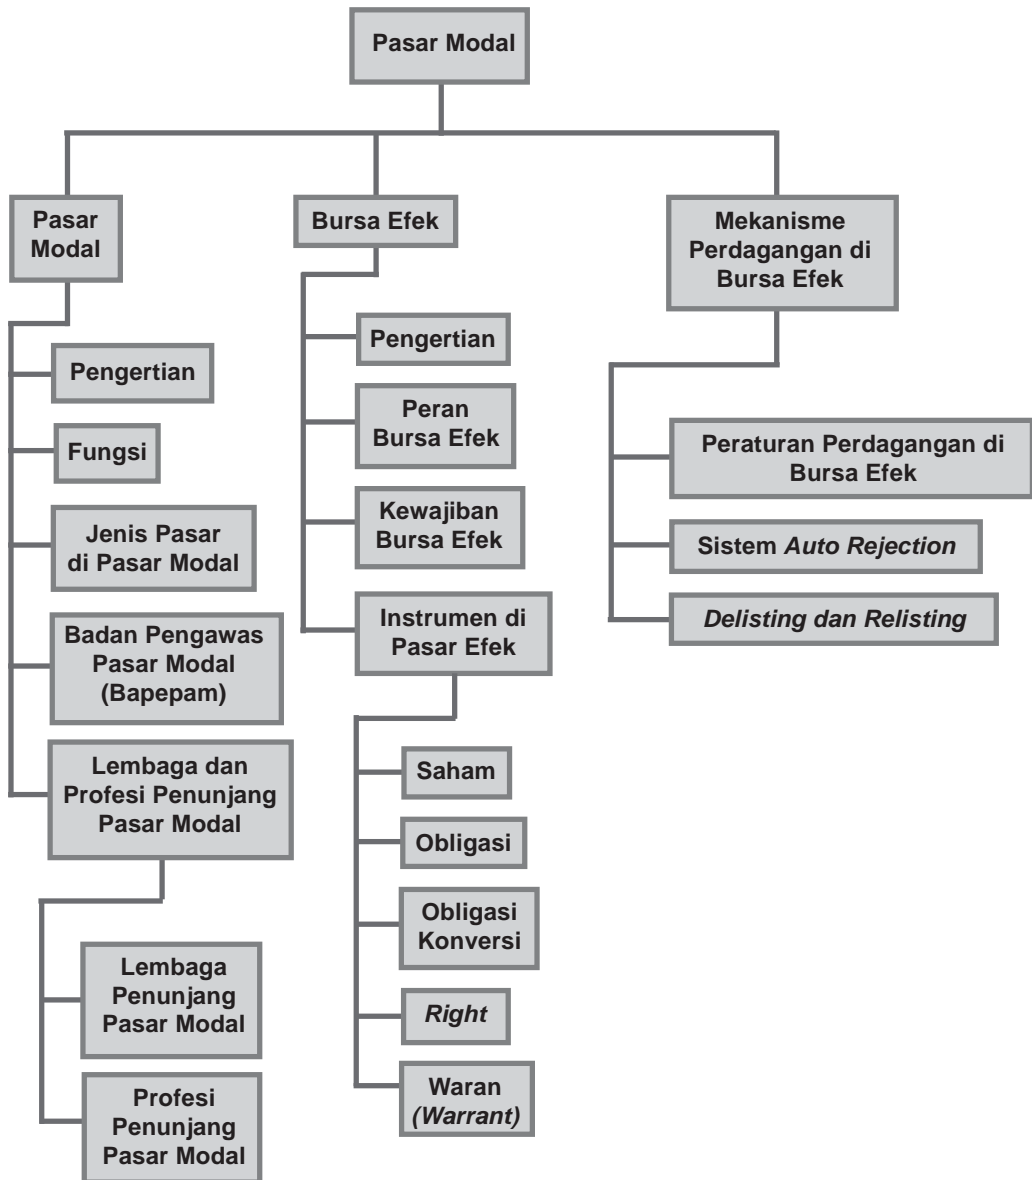 Pasar Modal
Pasar
Modal
Pengertian
Fungsi
Jenis Pasar
di Pasar Modal
Badan Pengawas
Pasar Modal
(Bapepam)
Lembaga dan
Profesi Penunjang
Pasar Modal
Lembaga
Penunjang
Pasar Modal
Profesi
Penunjang
Pasar Modal
Bursa Efek
Pengertian
Peran
Bursa Efek
Kewajiban
Bursa Efek
Instrumen di
Pasar Efek
Saham
Obligasi
Obligasi
Konversi
Right
Waran
(Warrant)
Mekanisme
Perdagangan di
Bursa Efek
Peraturan Perdagangan di
Bursa Efek
Sistem Auto Rejection
Delisting dan Relisting